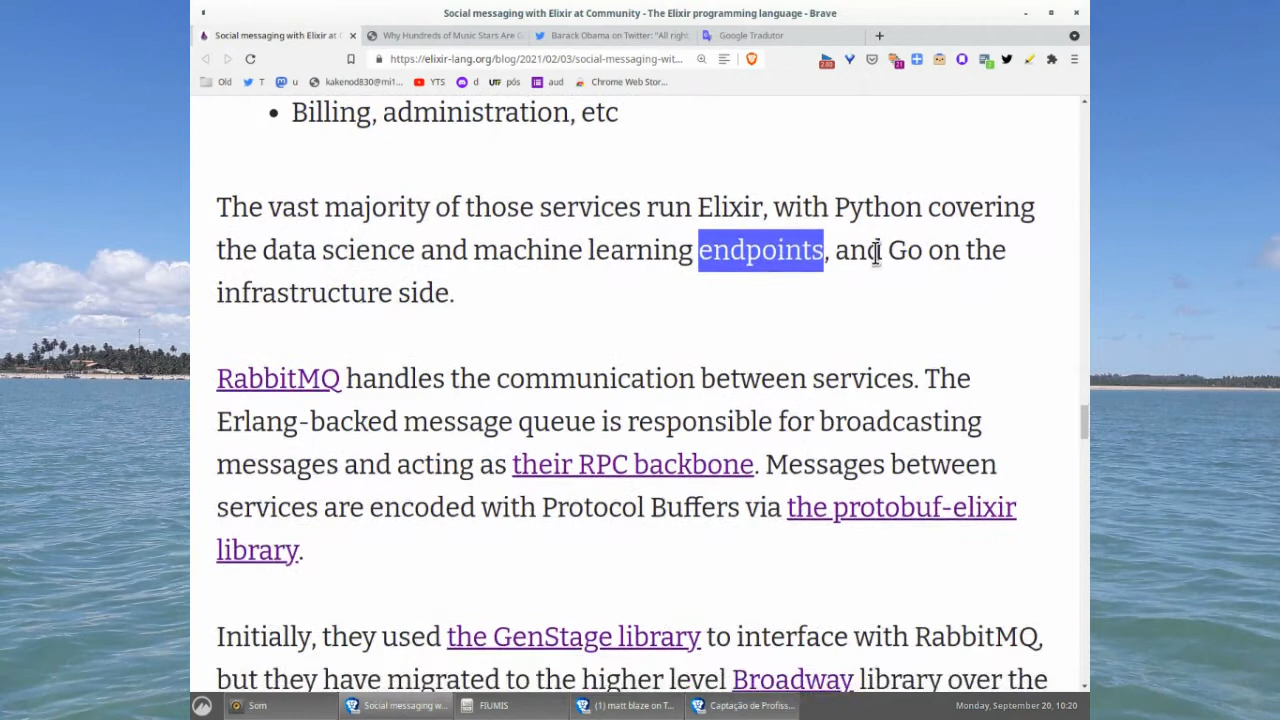 Social messaging with Elixir at Community - The Elixir programming language - Brave
Social messaging with Elixir at C
Why Hundreds of Music Stars Are G
Barack Obama on Twitter: "All right
Google Tradutor
https://elixir-lang.org/blog/2021/02/03/social-messaging-wit...
Old
T
u
kakenod830@mi1...
YTS
d
pós
aud
Chrome Web Stor...
Billing, administration, etc
The vast majority of those services run Elixir, with Python covering
the data science and machine learning endpoints, and Go on the
infrastructure side.
RabbitMQ handles the communication between services. The
Erlang-backed message queue is responsible for broadcasting
messages and acting as their RPC backbone. Messages between
services are encoded with Protocol Buffers via the protobuf-elixir
library.
Initially, they used the GenStage library to interface with RabbitMQ,
but they have migrated to the higher level Broadway library over the
Som
Social messaging w...
FIUMIS
(1) matt blaze on T...
Captação de Profiss...
Monday, September 20, 10:20